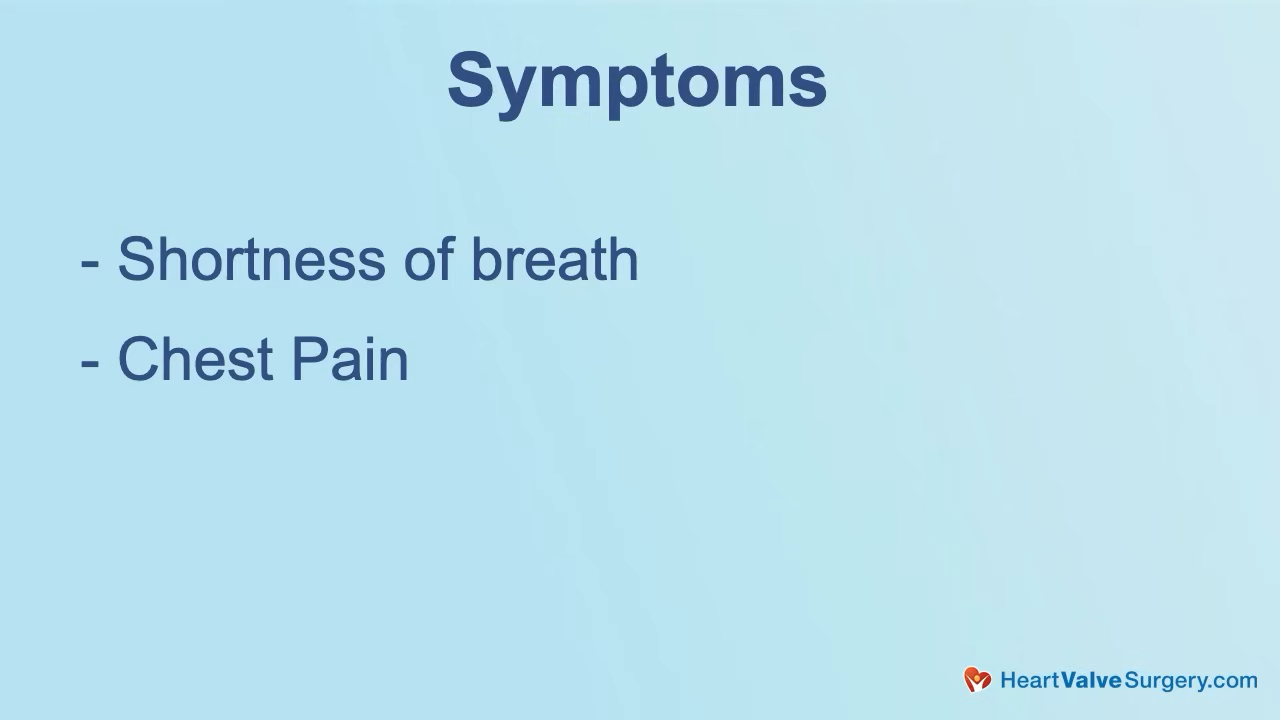 Symptoms
- Shortness of breath
- Chest Pain
HeartValveSurgery.com